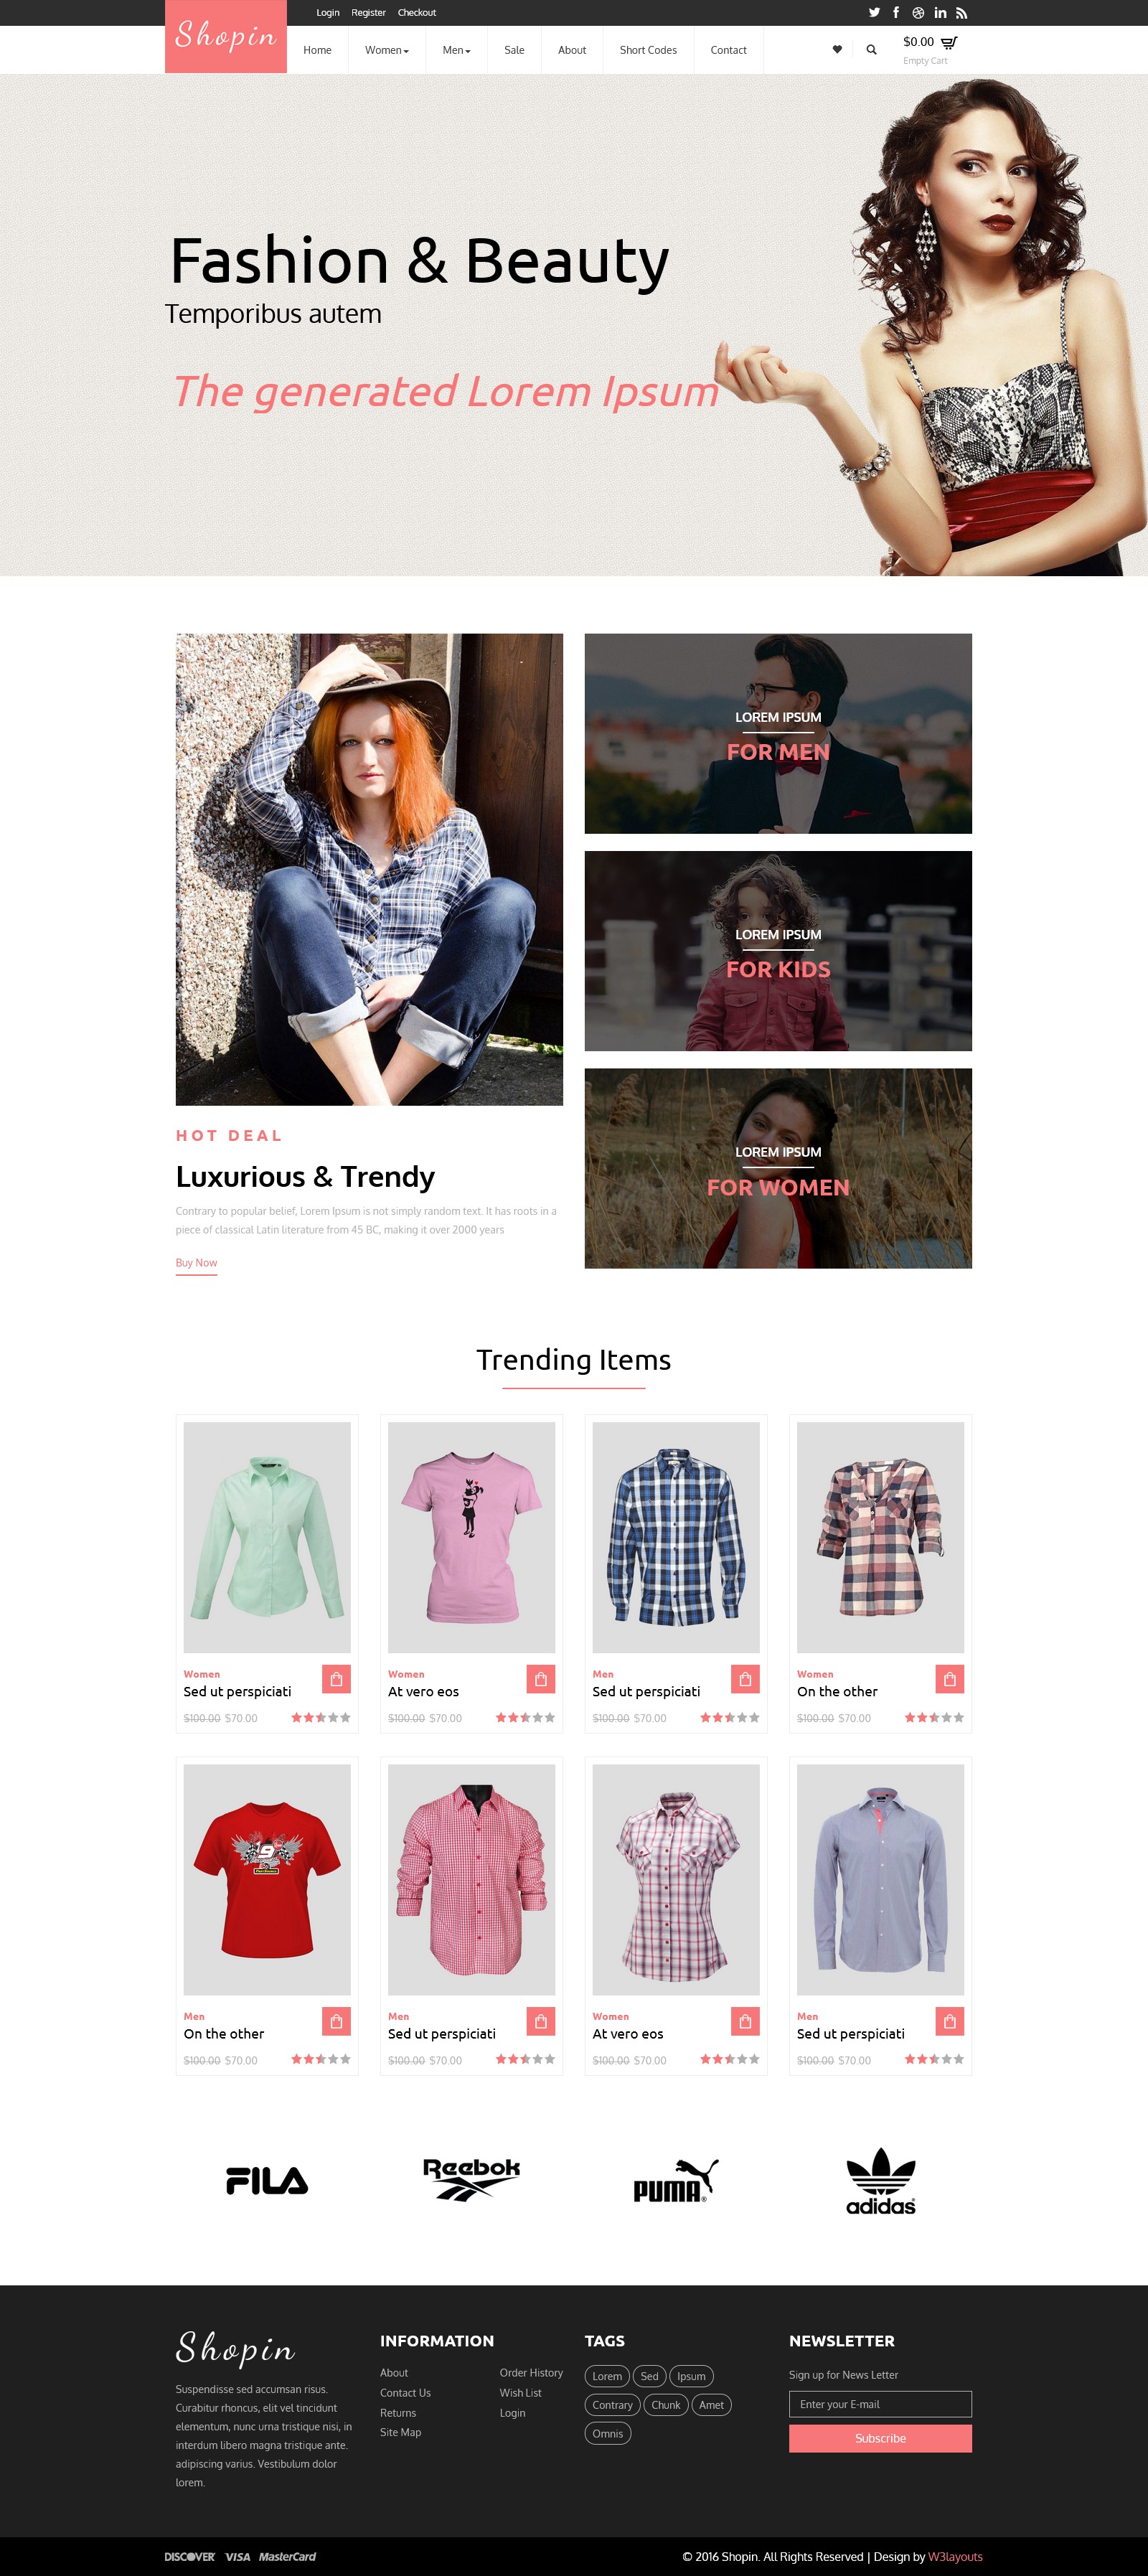 Login Register Checkout
Shopin
Home Women Men Sale About Short Codes Contact
$0.00
Empty Cart
Fashion & Beauty
Temporibus autem
The generated Lorem Ipsum
LOREM IPSUM
FOR MEN
LOREM IPSUM
FOR KIDS
LOREM IPSUM
FOR WOMEN
HOT DEAL
Luxurious & Trendy
Contrary to popular belief, Lorem Ipsum is not simply random text. It has roots in a
piece of classical Latin literature from 45 BC, making it over 2000 years
Buy Now
Trending Items
Women
Sed ut perspiciati
$100.00 $70.00
Women
At vero eos
$100.00 $70.00
Men
Sed ut perspiciati
$100.00 $70.00
Women
On the other
$100.00 $70.00
9
Men
On the other
$100.00 $70.00
Men
Sed ut perspiciati
$100.00 $70.00
Women
At vero eos
$100.00 $70.00
Men
Sed ut perspiciati
$100.00 $70.00
FILA
Reebok
PUMA®
adidas
Shopin
Suspendisse sed accumsan risus.
Curabitur rhoncus, elit vel tincidunt
elementum, nunc urna tristique nisi, in
interdum libero magna tristique ante.
adipiscing varius. Vestibulum dolor
lorem.
INFORMATION
About
Contact Us
Returns
Site Map
Order History
Wish List
Login
TAGS
Lorem Sed Ipsum
Contrary Chunk Amet
Omnis
NEWSLETTER
Sign up for News Letter
Enter your E-mail
Subscribe
DISCOVER VISA MasterCard
© 2016 Shopin. All Rights Reserved | Design by W3layouts